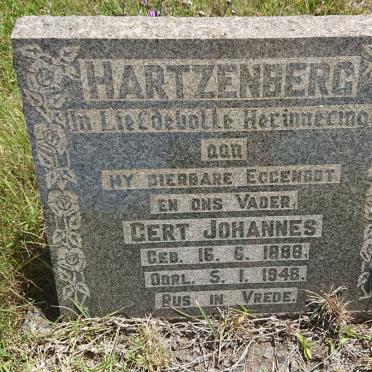 HARTZENBERG
In Liefdevolle Herinnering
aan
MY DIERBARE EGGENOOT
EN ONS VADER
GERT JOHANNES
GEB. 16. 6. 1888.
OORL. 5. 1. 1948.
RUS IN VREDE.